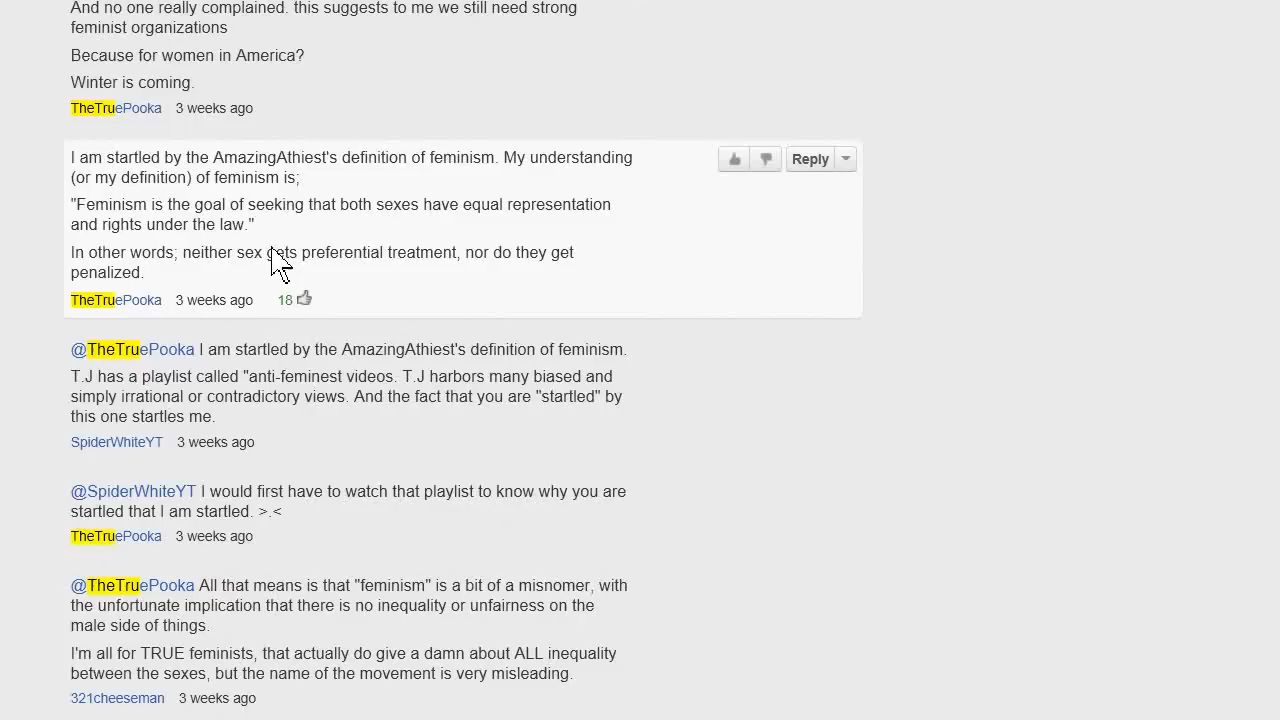 And no one really complained. this suggests to me we still need strong
feminist organizations
Because for women in America?
Winter is coming.
TheTruePooka 3 weeks ago
I am startled by the AmazingAthiest's definition of feminism. My understanding
(or my definition) of feminism is;
Reply
"Feminism is the goal of seeking that both sexes have equal representation
and rights under the law."
In other words; neither sex gets preferential treatment, nor do they get
penalized.
TheTruePooka 3 weeks ago 18
@TheTruePooka I am startled by the AmazingAthiest's definition of feminism.
T.J has a playlist called "anti-feminest videos. T.J harbors many biased and
simply irrational or contradictory views. And the fact that you are "startled" by
this one startles me.
SpiderWhiteYT 3 weeks ago
@SpiderWhiteYT I would first have to watch that playlist to know why you are
startled that I am startled. >.<
TheTruePooka 3 weeks ago
@TheTruePooka All that means is that "feminism" is a bit of a misnomer, with
the unfortunate implication that there is no inequality or unfairness on the
male side of things.
I'm all for TRUE feminists, that actually do give a damn about ALL inequality
between the sexes, but the name of the movement is very misleading.
321cheeseman 3 weeks ago